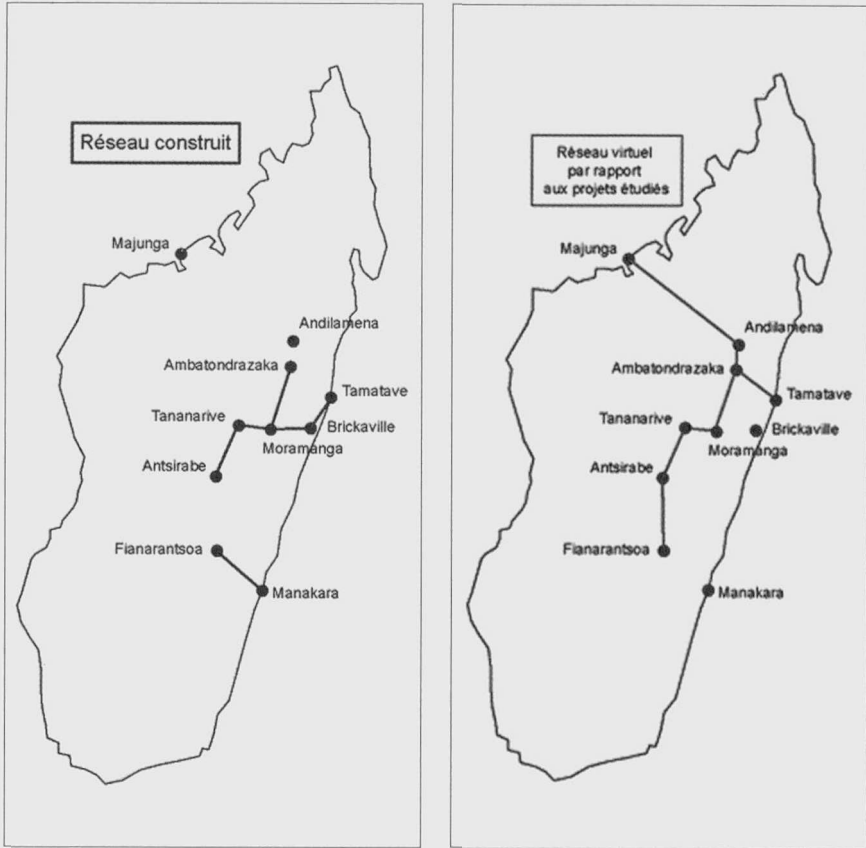 Réseau construit
Majunga
Andilamena
Ambatondrazaka
Tamatave
Tananarive
Brickaville
Moramanga
Antsirabe
Fianarantsoa
Manakara
Réseau virtuel
par rapport
aux projets étudiés
Majunga
Andilamena
Ambatondrazaka
Tamatave
Tananarive
Brickaville
Moramanga
Antsirabe
Fianarantsoa
Manakara